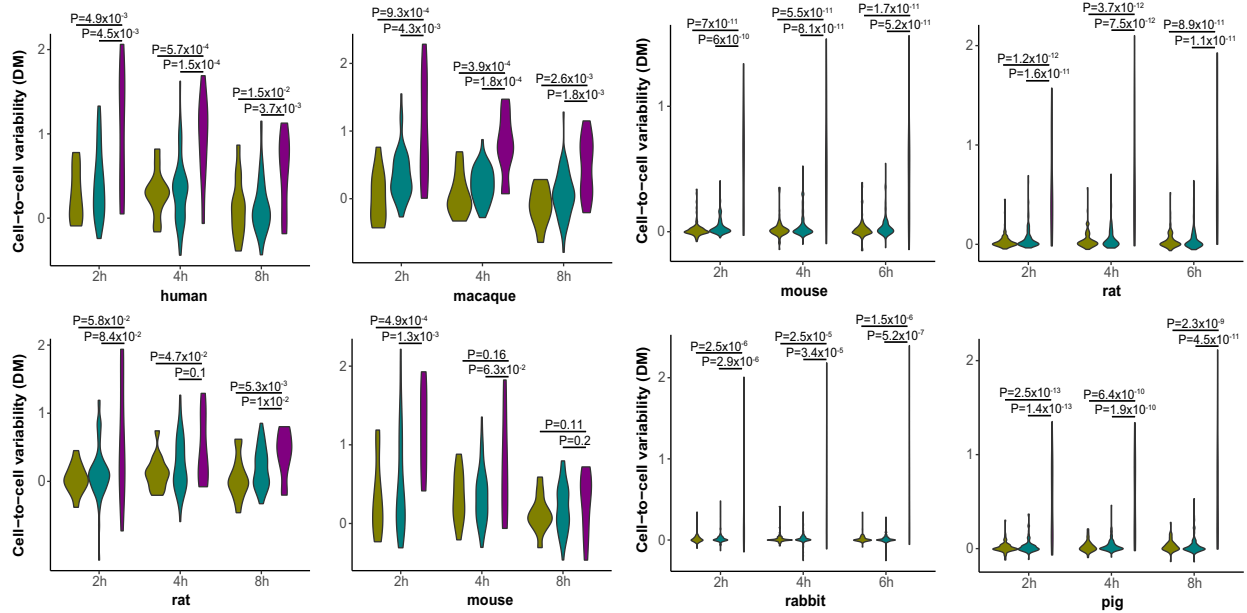 Cell−to−cell variability (DM)
2
1
0
P=4.9x10-3
P=4.5x10-3
P=5.7x10-4
P=1.5x10-4
P=1.5x10-2
P=3.7x10-3
2h 4h 8h
human
2
1
0
P=9.3x10-4
P=4.3x10-3
P=3.9x10-4
P=1.8x10-4
P=2.6x10-3
P=1.8x10-3
2h 4h 8h
macaque
Cell−to−cell variability (DM)
1
0
P=7x10-11
P=6x10-10
P=5.5x10-11
P=8.1x10-11
P=1.7x10-11
P=5.2x10-11
2h 4h 6h
mouse
2
1
0
P=1.2x10-12
P=1.6x10-11
P=3.7x10-12
P=7.5x10-12
P=8.9x10-11
P=1.1x10-11
2h 4h 6h
rat
Cell−to−cell variability (DM)
2
1
0
P=5.8x10-2
P=8.4x10-2
P=4.7x10-2
P=0.1
P=5.3x10-3
P=1x10-2
2h 4h 8h
rat
2
1
0
P=4.9x10-4
P=1.3x10-3
P=0.16
P=6.3x10-2
P=0.11
P=0.2
2h 4h 8h
mouse
Cell−to−cell variability (DM)
2
1
0
P=2.5x10-6
P=2.9x10-6
P=2.5x10-5
P=3.4x10-5
P=1.5x10-6
P=5.2x10-7
2h 4h 6h
rabbit
2
1
0
P=2.5x10-13
P=1.4x10-13
P=6.4x10-10
P=1.9x10-10
P=2.3x10-9
P=4.5x10-11
2h 4h 8h
pig